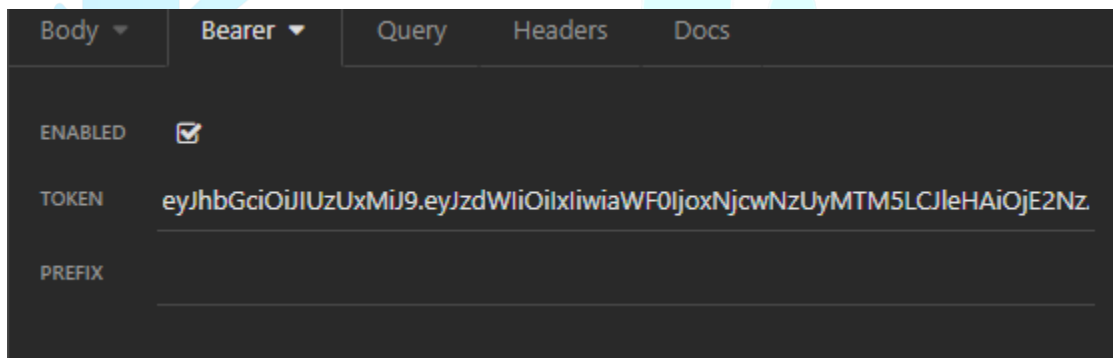 Body Bearer Query Headers Docs
ENABLED
TOKEN eyJhbGciOiJIUzUxMiJ9.eyJzdWIiOiIxIiwiaWF0IjoxNjcwNzUyMTM5LCJleHAiOjE2Nz.
PREFIX